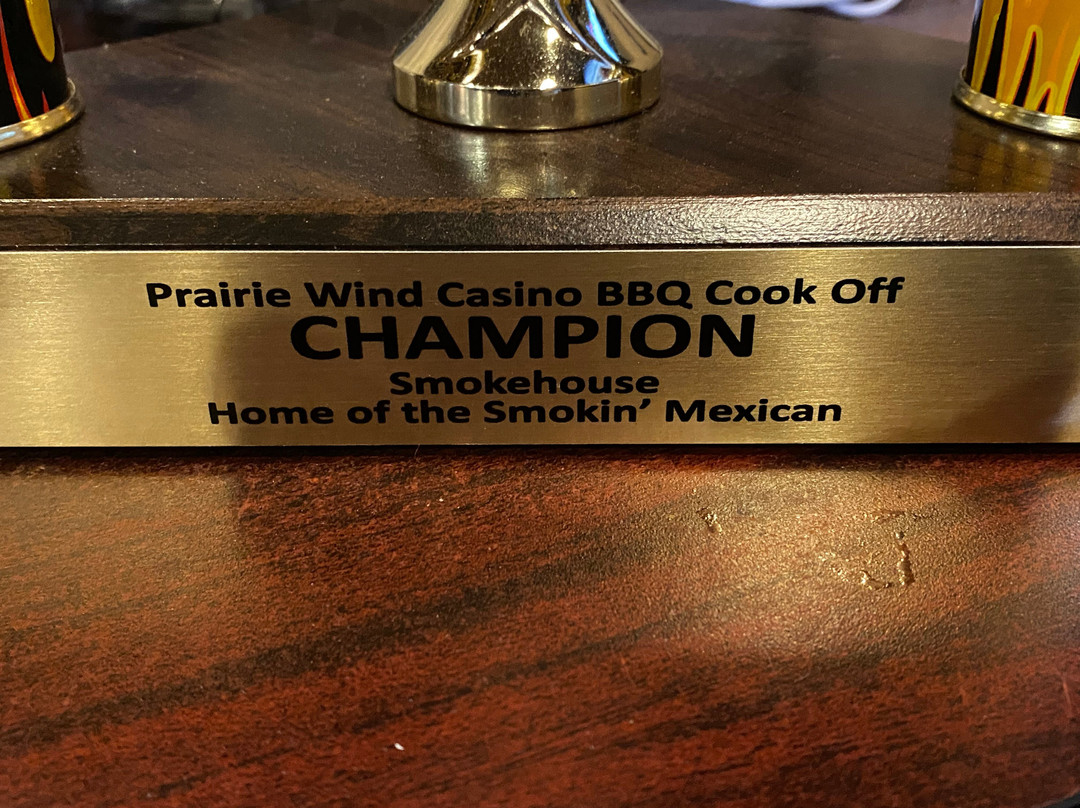 Prairie Wind Casino BBQ Cook Off
CHAMPION
Smokehouse
Home of the Smokin’ Mexican